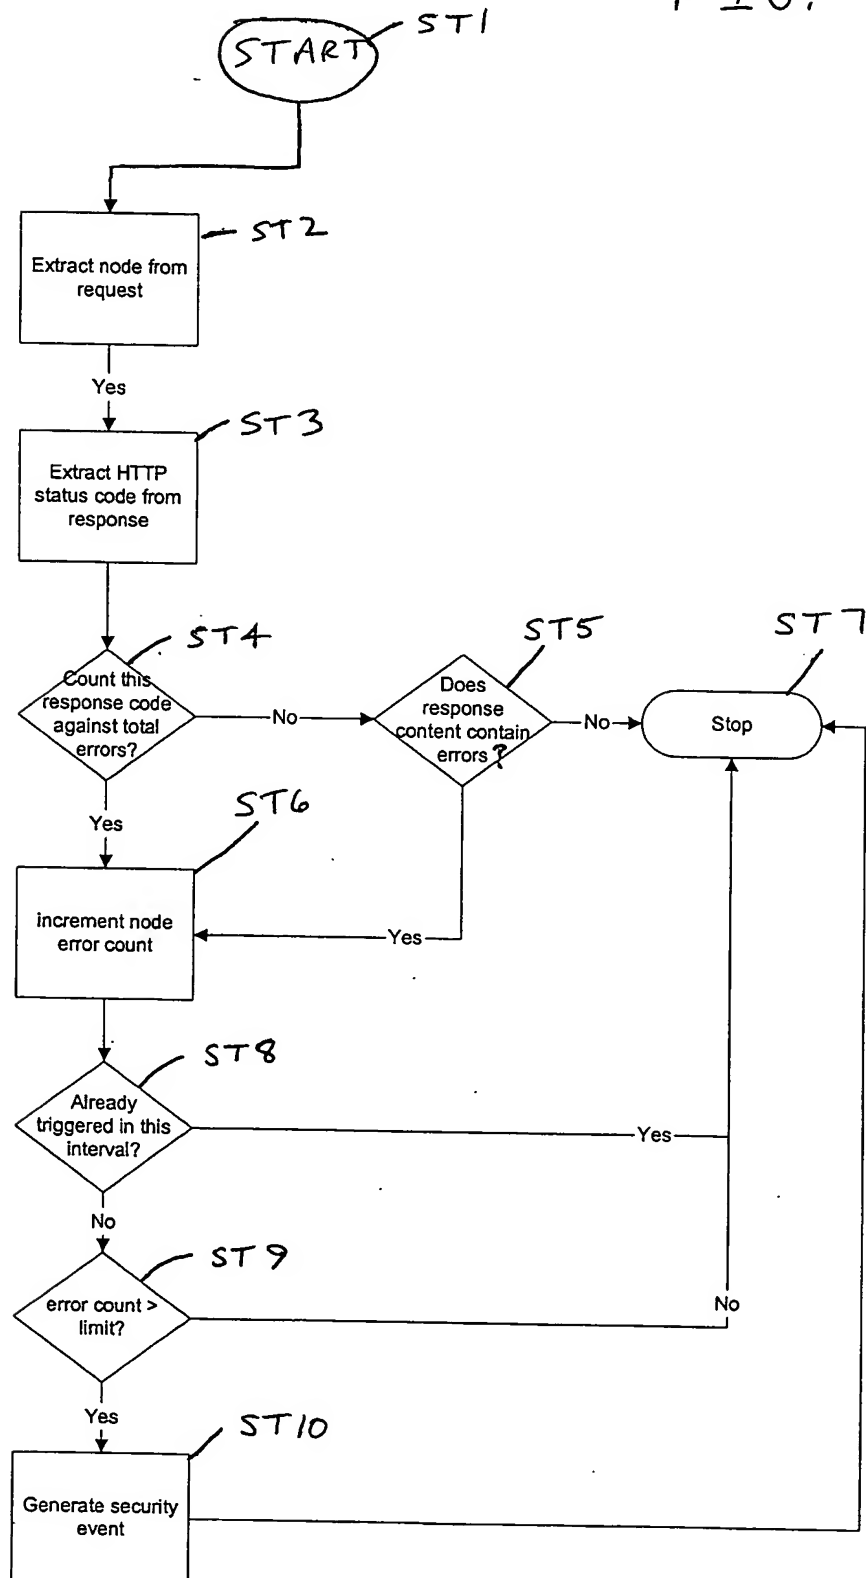 FIG.
START
ST1
ST2
Extract node from
request
Yes
ST3
Extract HTTP
status code from
response
ST4
Count this
response code
against total
errors?
No
ST5
Does
response
content contain
errors?
No
ST7
Stop
Yes
ST6
increment node
error count
Yes
ST8
Already
triggered in this
interval?
Yes
No
ST9
error count >
limit?
No
Yes
ST10
Generate security
event